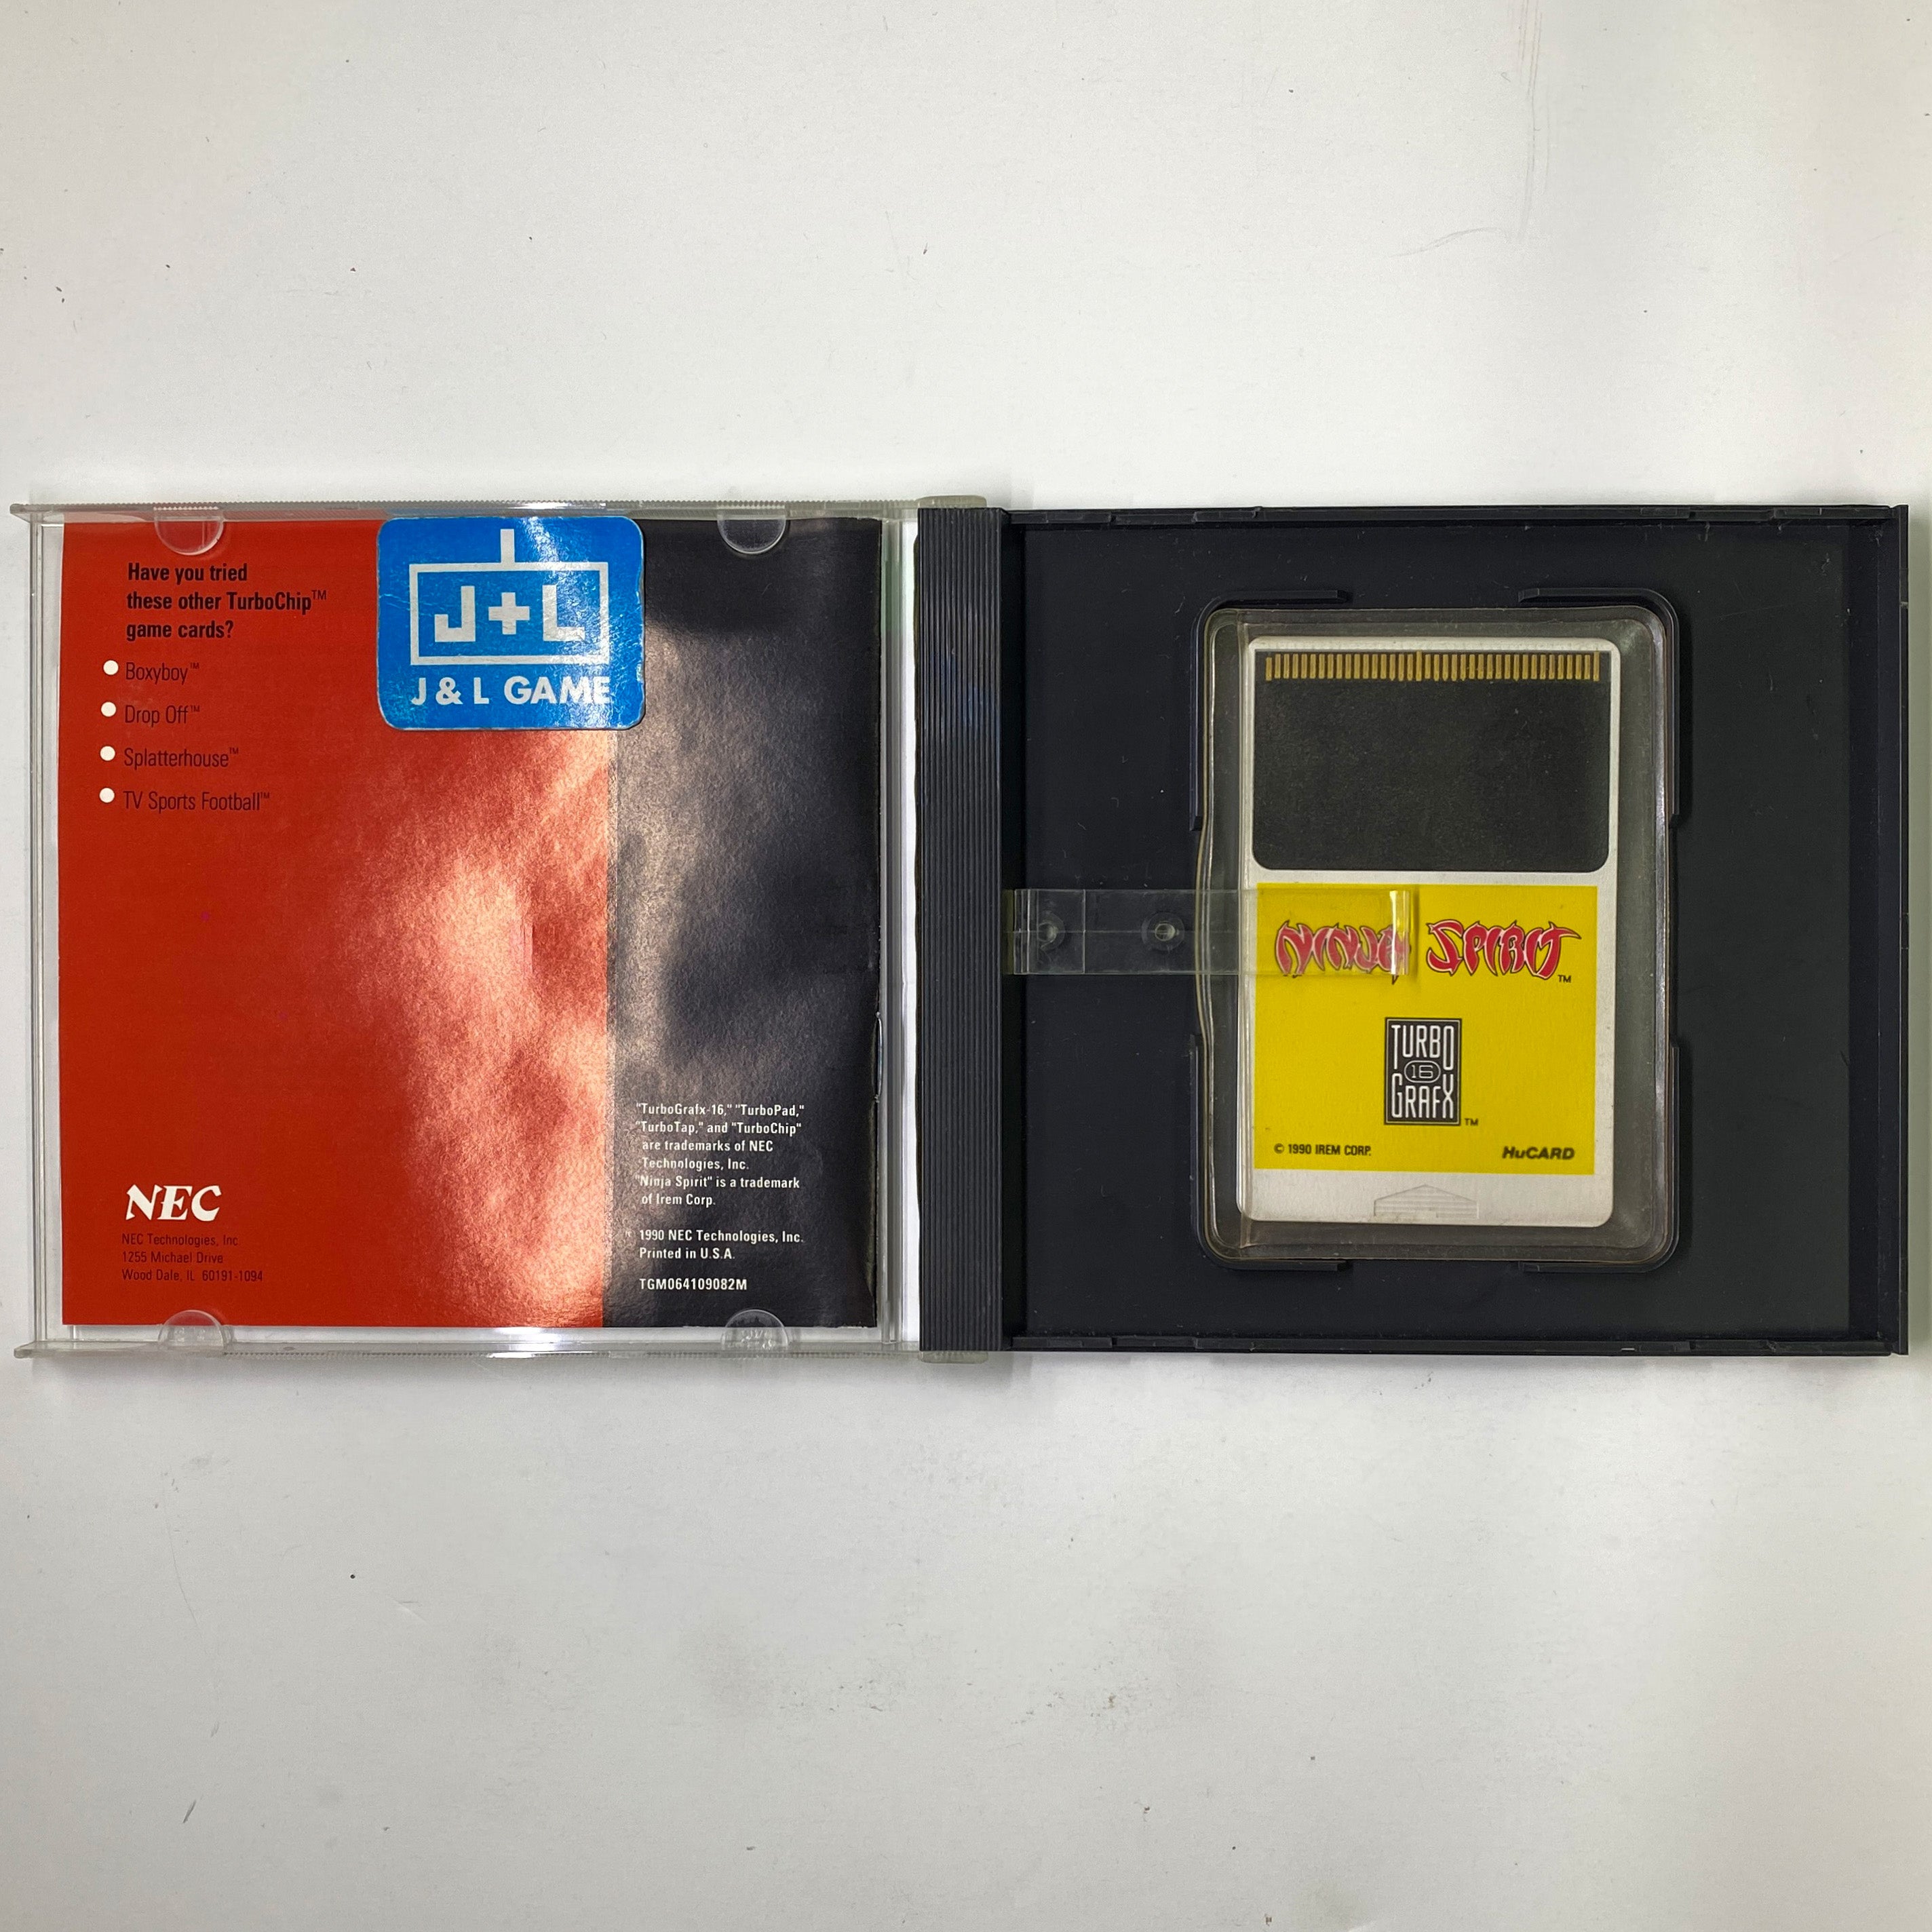 Have you tried
these other TurboChip™
game cards?
Boxyboy™
Drop Off™
Splatterhouse™
TV Sports Football™
J+L
J & L GAME
NEC
NEC Technologies, Inc.
1255 Michael Drive
Wood Dale, IL 60191-1094
"TurboGrafx-16," "TurboPad,"
"TurboTap," and "TurboChip"
are trademarks of NEC
Technologies, Inc.
"Ninja Spirit" is a trademark
of Irem Corp.
1990 NEC Technologies, Inc.
Printed in U.S.A.
TGM064109082M
NINJA SPIRIT™
TURBO
16
GRAFX™
© 1990 IREM CORP.
HuCARD